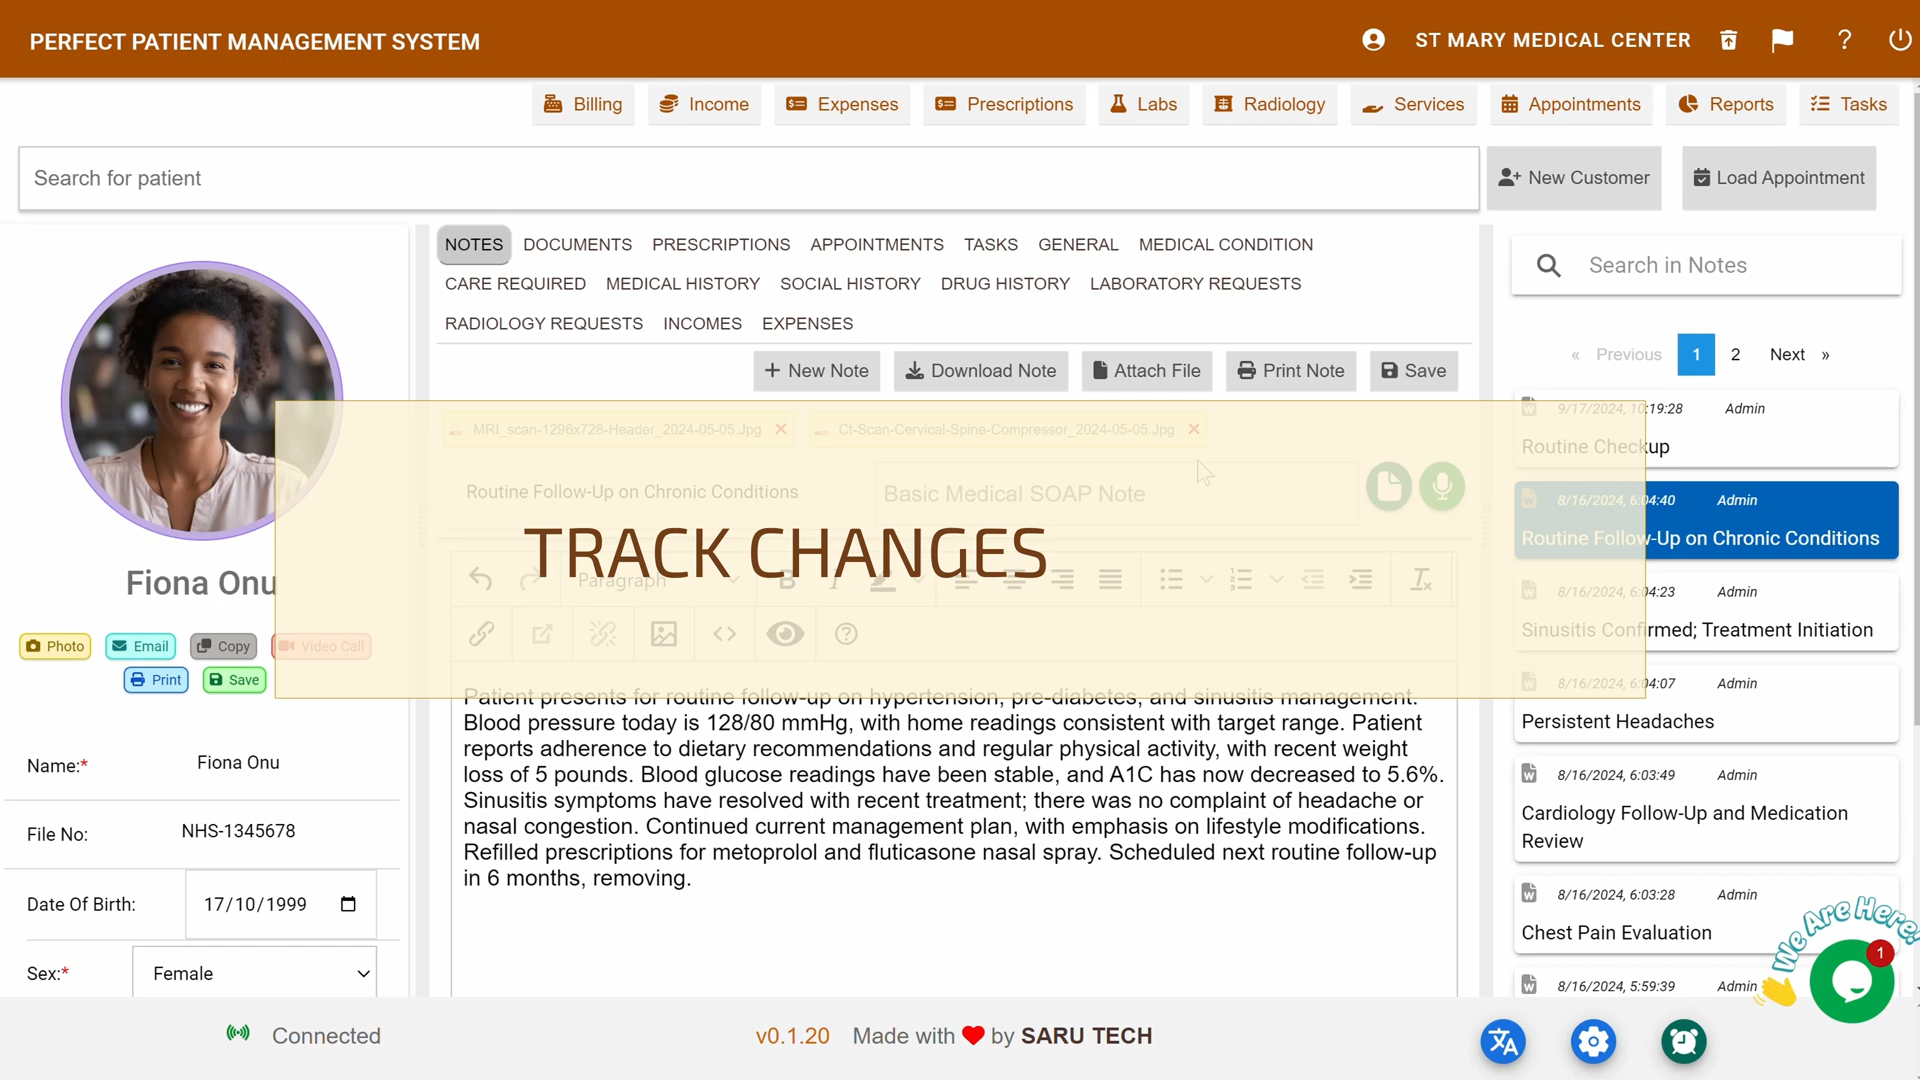 PERFECT PATIENT MANAGEMENT SYSTEM
ST MARY MEDICAL CENTER
?
Billing
Income
Expenses
Prescriptions
Labs
Radiology
Services
Appointments
Reports
Tasks
Search for patient
New Customer
Load Appointment
Fiona Onu
Photo
Email
Copy
Video Call
Print
Save
Name:*
Fiona Onu
File No:
NHS-1345678
Date Of Birth:
17/10/1999
Sex:*
Female
NOTES DOCUMENTS PRESCRIPTIONS APPOINTMENTS TASKS GENERAL MEDICAL CONDITION
CARE REQUIRED MEDICAL HISTORY SOCIAL HISTORY DRUG HISTORY LABORATORY REQUESTS
RADIOLOGY REQUESTS INCOMES EXPENSES
New Note
Download Note
Attach File
Print Note
Save
MRI_scan-1296x728-Header_2024-05-05.Jpg
Ct-Scan-Cervical-Spine-Compressor_2024-05-05.Jpg
Routine Follow-Up on Chronic Conditions
Basic Medical SOAP Note
TRACK CHANGES
Paragraph
B
I
Patient presents for routine follow-up on hypertension, pre-diabetes, and sinusitis management.
Blood pressure today is 128/80 mmHg, with home readings consistent with target range. Patient
reports adherence to dietary recommendations and regular physical activity, with recent weight
loss of 5 pounds. Blood glucose readings have been stable, and A1C has now decreased to 5.6%.
Sinusitis symptoms have resolved with recent treatment; there was no complaint of headache or
nasal congestion. Continued current management plan, with emphasis on lifestyle modifications.
Refilled prescriptions for metoprolol and fluticasone nasal spray. Scheduled next routine follow-up
in 6 months, removing.
Search in Notes
« Previous 1 2 Next »
9/17/2024, 10:19:28 Admin
Routine Checkup
8/16/2024, 6:04:40 Admin
Routine Follow-Up on Chronic Conditions
8/16/2024, 6:04:23 Admin
Sinusitis Confirmed; Treatment Initiation
8/16/2024, 6:04:07 Admin
Persistent Headaches
8/16/2024, 6:03:49 Admin
Cardiology Follow-Up and Medication
Review
8/16/2024, 6:03:28 Admin
Chest Pain Evaluation
8/16/2024, 5:59:39 Admin
We Are Here!
1
Connected
v0.1.20 Made with ❤ by SARU TECH